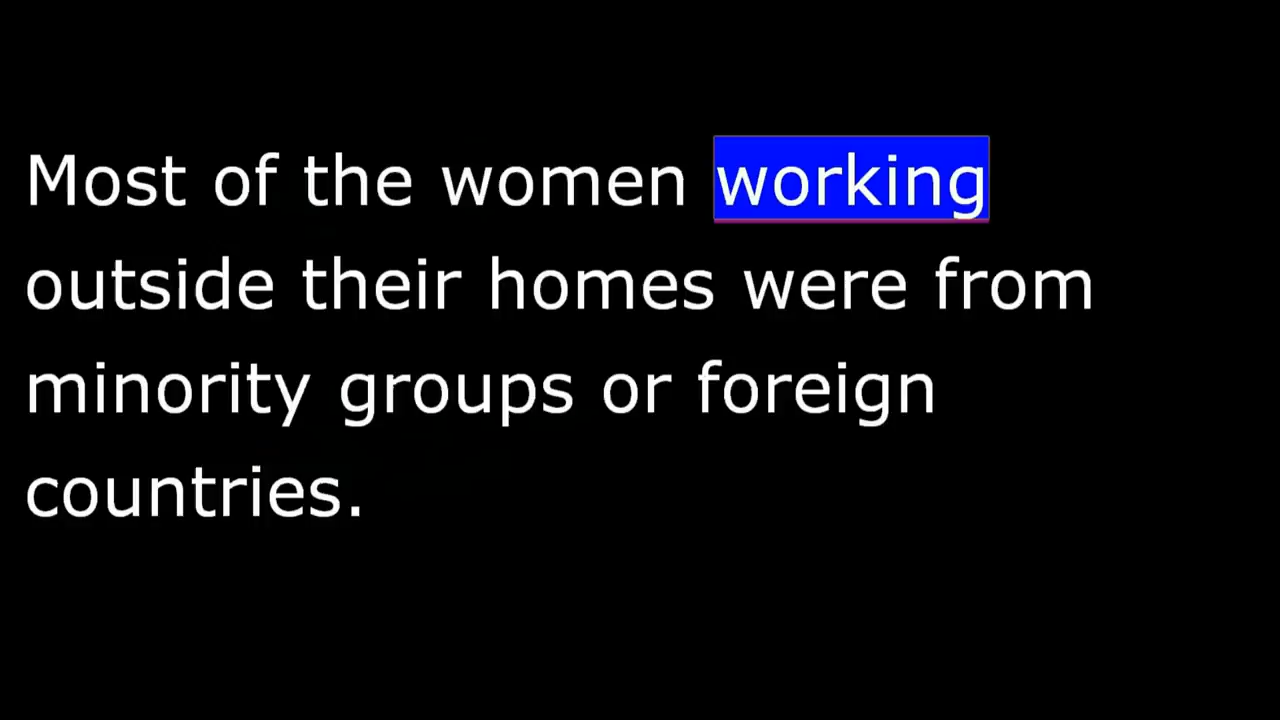 Most of the women working
outside their homes were from
minority groups or foreign
countries.